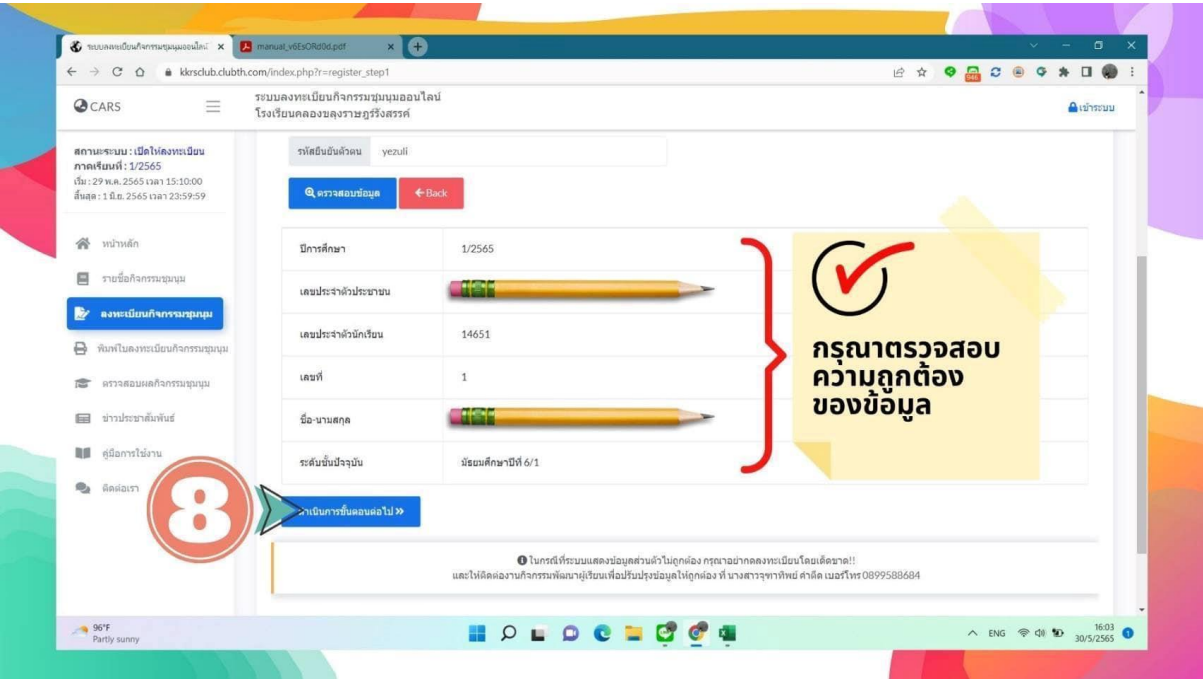 ระบบลงทะเบียนกิจกรรมชุมนุมออนไลน์
manual_v6EsORd0d.pdf
kkrsclub.clubth.com/index.php?r=register_step1
CARS
ระบบลงทะเบียนกิจกรรมชุมนุมออนไลน์
โรงเรียนคลองขลุงราษฎร์รังสรรค์
เข้าระบบ
สถานะระบบ : เปิดให้ลงทะเบียน
ภาคเรียนที่ : 1/2565
เริ่ม : 29 พ.ค. 2565 เวลา 15:10:00
สิ้นสุด : 1 มิ.ย. 2565 เวลา 23:59:59
หน้าหลัก
รายชื่อกิจกรรมชุมนุม
ลงทะเบียนกิจกรรมชุมนุม
พิมพ์ใบลงทะเบียนกิจกรรมชุมนุม
ตรวจสอบผลกิจกรรมชุมนุม
ข่าวประชาสัมพันธ์
คู่มือการใช้งาน
ติดต่อเรา
รหัสยืนยันตัวตน yezuli
ตรวจสอบข้อมูล Back
ปีการศึกษา 1/2565
เลขประจำตัวประชาชน
เลขประจำตัวนักเรียน 14651
เลขที่ 1
ชื่อ-นามสกุล
ระดับชั้นปัจจุบัน มัธยมศึกษาปีที่ 6/1
กรุณาตรวจสอบ
ความถูกต้อง
ของข้อมูล
8
ดำเนินการขั้นตอนต่อไป
ในกรณีที่ระบบแสดงข้อมูลส่วนตัวไม่ถูกต้อง กรุณาอย่ากดลงทะเบียนโดยเด็ดขาด!!
และให้ติดต่องานกิจกรรมพัฒนาผู้เรียนเพื่อปรับปรุงข้อมูลให้ถูกต้อง ที่ นางสาวจุฑาทิพย์ คำดีด เบอร์โทร 0899588684
96°F
Partly sunny
ENG
16:03
30/5/2565
1